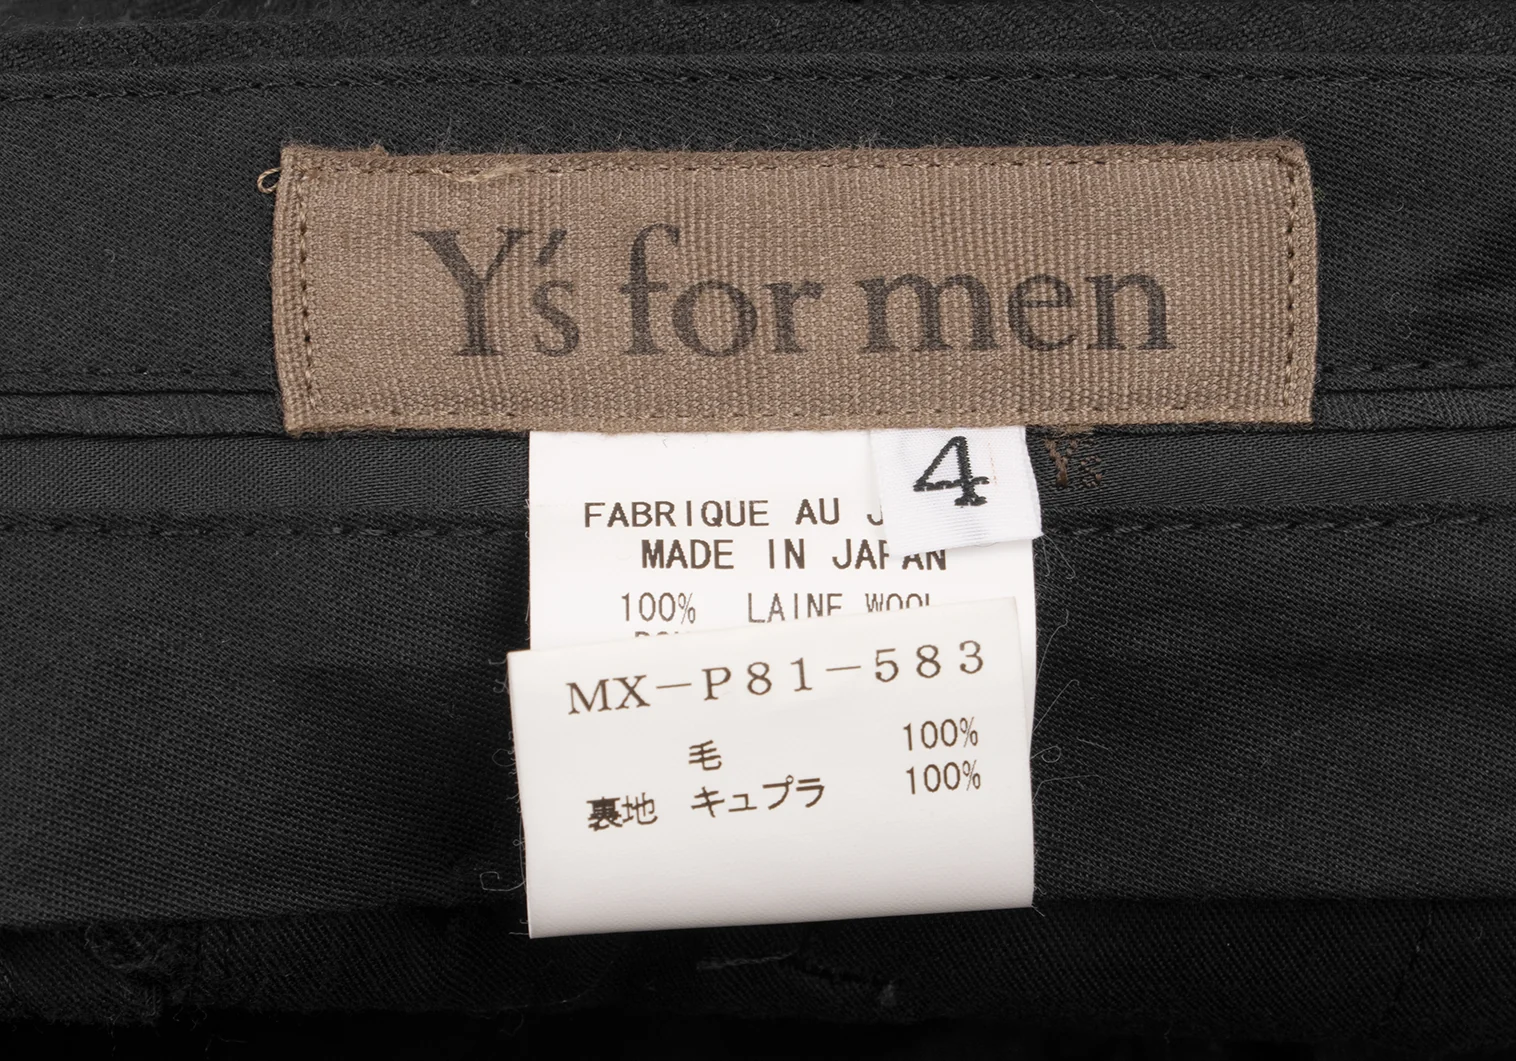 Y's for men
4
FABRIQUE AU
MADE IN JAPAN
100% LAINE WOOL
MX-P81-583
毛 100%
裏地 キュプラ 100%